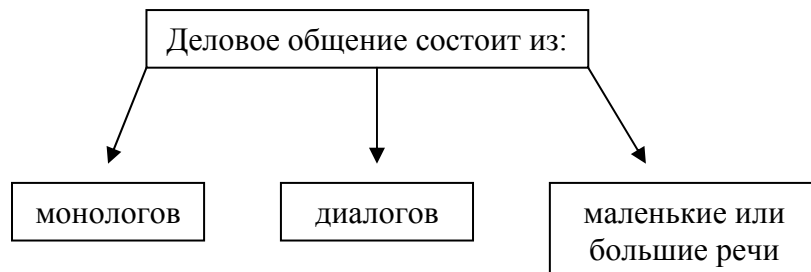 Деловое общение состоит из:
монологов
диалогов
маленькие или
большие речи